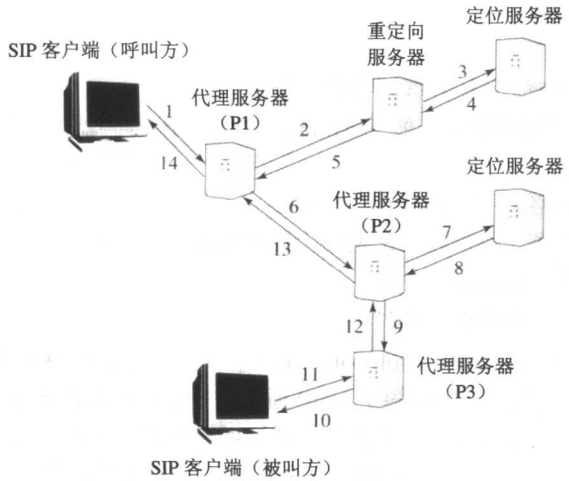 定位服务器
重定向
服务器
SIP 客户端（呼叫方）
3
4
代理服务器
（P1）
1
2
5
14
定位服务器
代理服务器
（P2）
6
7
13
8
12
9
代理服务器
（P3）
11
10
SIP 客户端（被叫方）